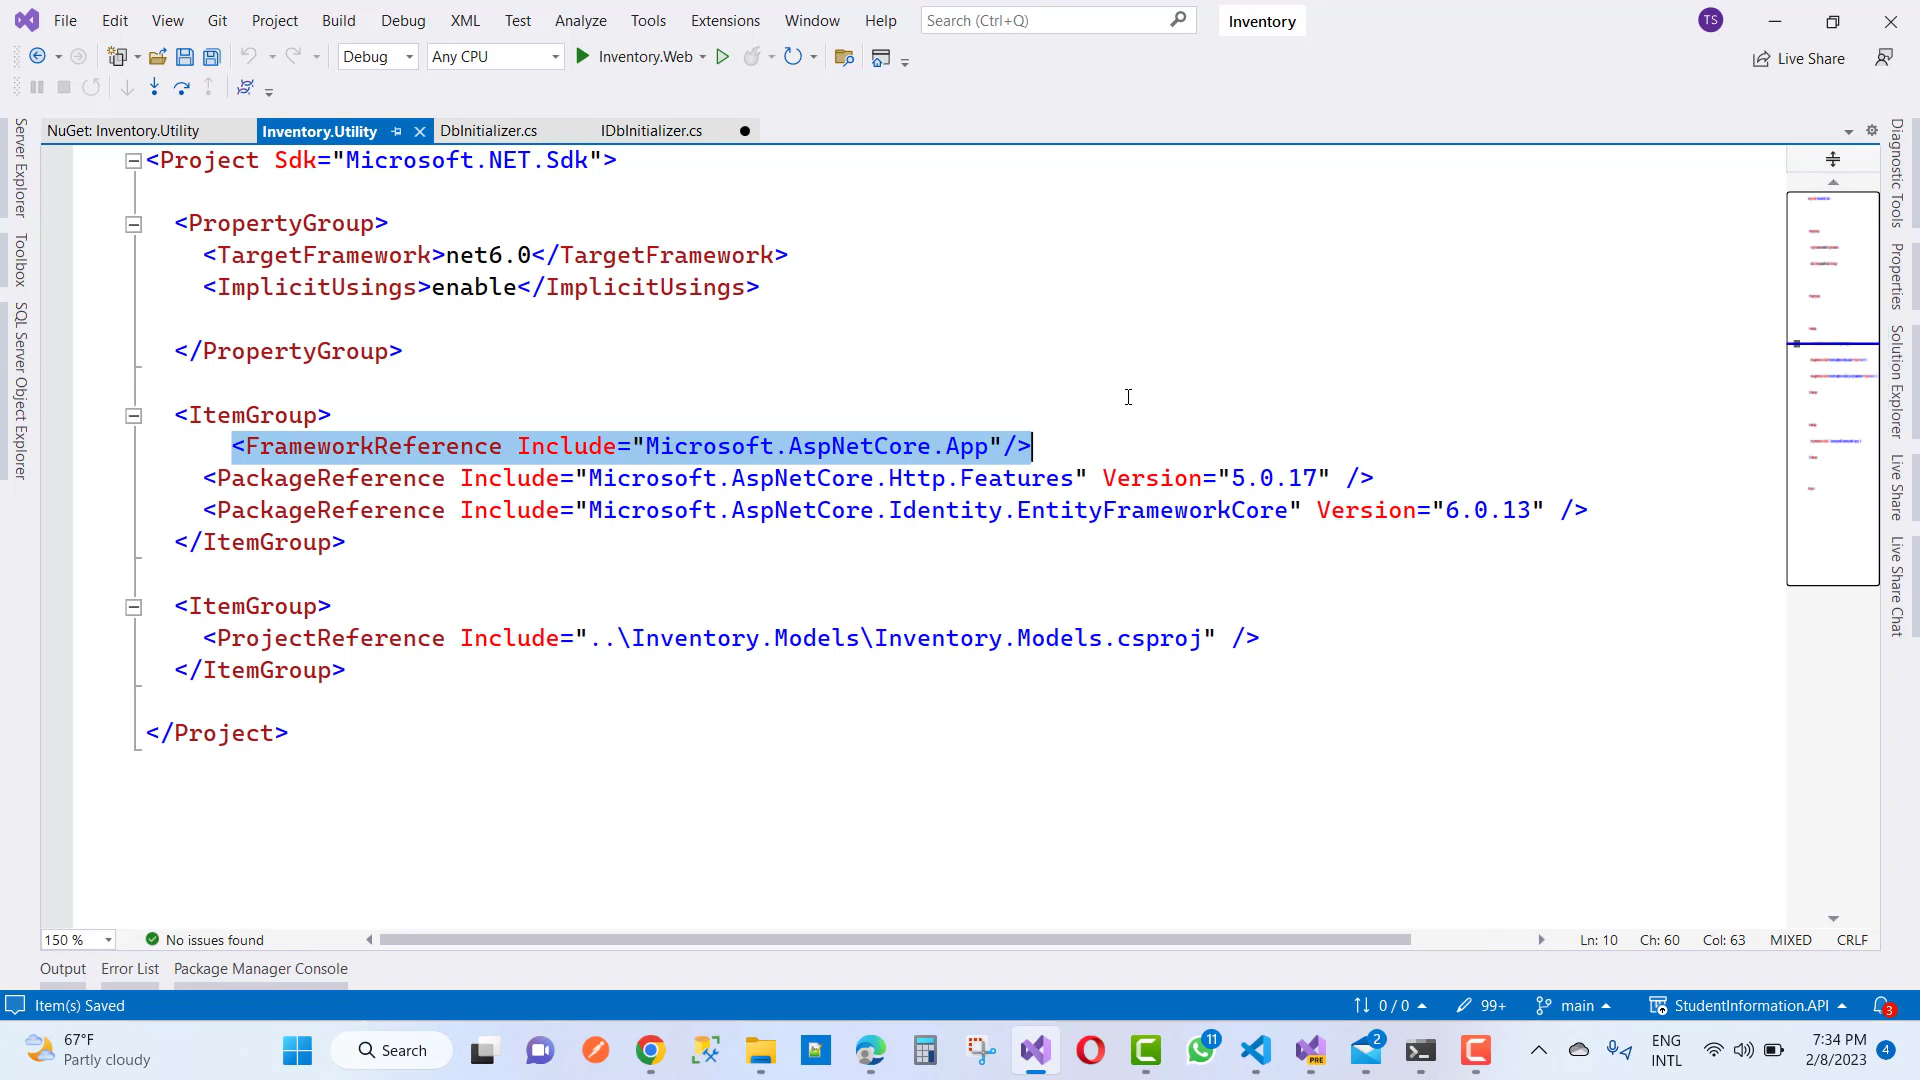 File Edit View Git Project Build Debug XML Test Analyze Tools Extensions Window Help Search (Ctrl+Q) Inventory TS
Debug Any CPU Inventory.Web Live Share
NuGet: Inventory.Utility Inventory.Utility DbInitializer.cs IDbInitializer.cs
Server Explorer
Toolbox
SQL Server Object Explorer
<Project Sdk="Microsoft.NET.Sdk">
<PropertyGroup>
<TargetFramework>net6.0</TargetFramework>
<ImplicitUsings>enable</ImplicitUsings>
</PropertyGroup>
<ItemGroup>
<FrameworkReference Include="Microsoft.AspNetCore.App"/>
<PackageReference Include="Microsoft.AspNetCore.Http.Features" Version="5.0.17" />
<PackageReference Include="Microsoft.AspNetCore.Identity.EntityFrameworkCore" Version="6.0.13" />
</ItemGroup>
<ItemGroup>
<ProjectReference Include="..\Inventory.Models\Inventory.Models.csproj" />
</ItemGroup>
</Project>
Diagnostic Tools
Properties
Solution Explorer
Live Share
Live Share Chat
150 % No issues found Ln: 10 Ch: 60 Col: 63 MIXED CRLF
Output Error List Package Manager Console
Item(s) Saved 0 / 0 99+ main StudentInformation.API 3
67°F
Partly cloudy
Search
11
PRE
2
ENG
INTL
7:34 PM
2/8/2023
4